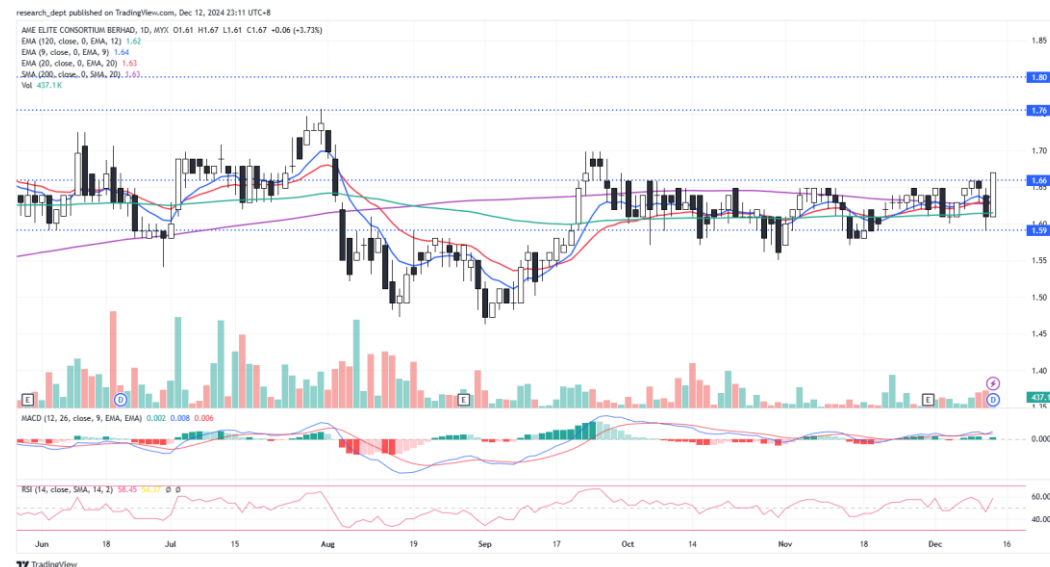 research_dept published on TradingView.com, Dec 12, 2024 23:11 UTC+8
AME ELITE CONSORTIUM BERHAD, 1D, MYX O1.61 H1.67 L1.61 C1.67 +0.06 (+3.73%)
EMA (120, close, 0, EMA, 12) 1.62
EMA (9, close, 0, EMA, 9) 1.64
EMA (20, close, 0, EMA, 20) 1.63
SMA (200, close, 0, SMA, 20) 1.63
Vol 437.1K
1.85
1.80
1.76
1.70
1.66
1.65
1.60
1.59
1.55
1.50
1.45
1.40
437.1
E D E E D
MACD (12, 26, close, 9, EMA, EMA) 0.002 0.008 0.006
0.000
RSI (14, close, SMA, 14, 2) 58.45 54.37 Ø Ø
60.00
40.00
Jun 18 Jul 15 Aug 19 Sep 16 Oct 14 Nov 18 Dec 16
TradingView